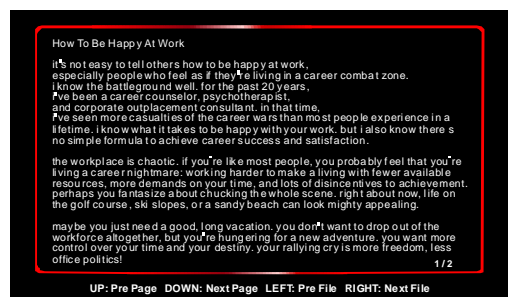 How To Be Happy At Work
it's not easy to tell others how to be happy at work,
especially people who feel as if they're living in a career combat zone.
i know the battleground well. for the past 20 years,
i've been a career counselor, psychotherapist,
and corporate outplacement consultant. in that time,
i've seen more casualties of the career wars than most people experience in a
lifetime. i know what it takes to be happy with your work. but i also know there s
no simple formula to achieve career success and satisfaction.
the workplace is chaotic. if you're like most people, you probably feel that you're
living a career nightmare: working harder to make a living with fewer available
resources, more demands on your time, and lots of disincentives to achievement.
perhaps you fantasize about chucking the whole scene. right about now, life on
the golf course, ski slopes, or a sandy beach can look mighty appealing.
maybe you just need a good, long vacation. you don't want to drop out of the
workforce altogether, but you're hungering for a new adventure. you want more
control over your time and your destiny. your rallying cry is more freedom, less
office politics!
1 / 2
UP: Pre Page DOWN: Next Page LEFT: Pre File RIGHT: Next File